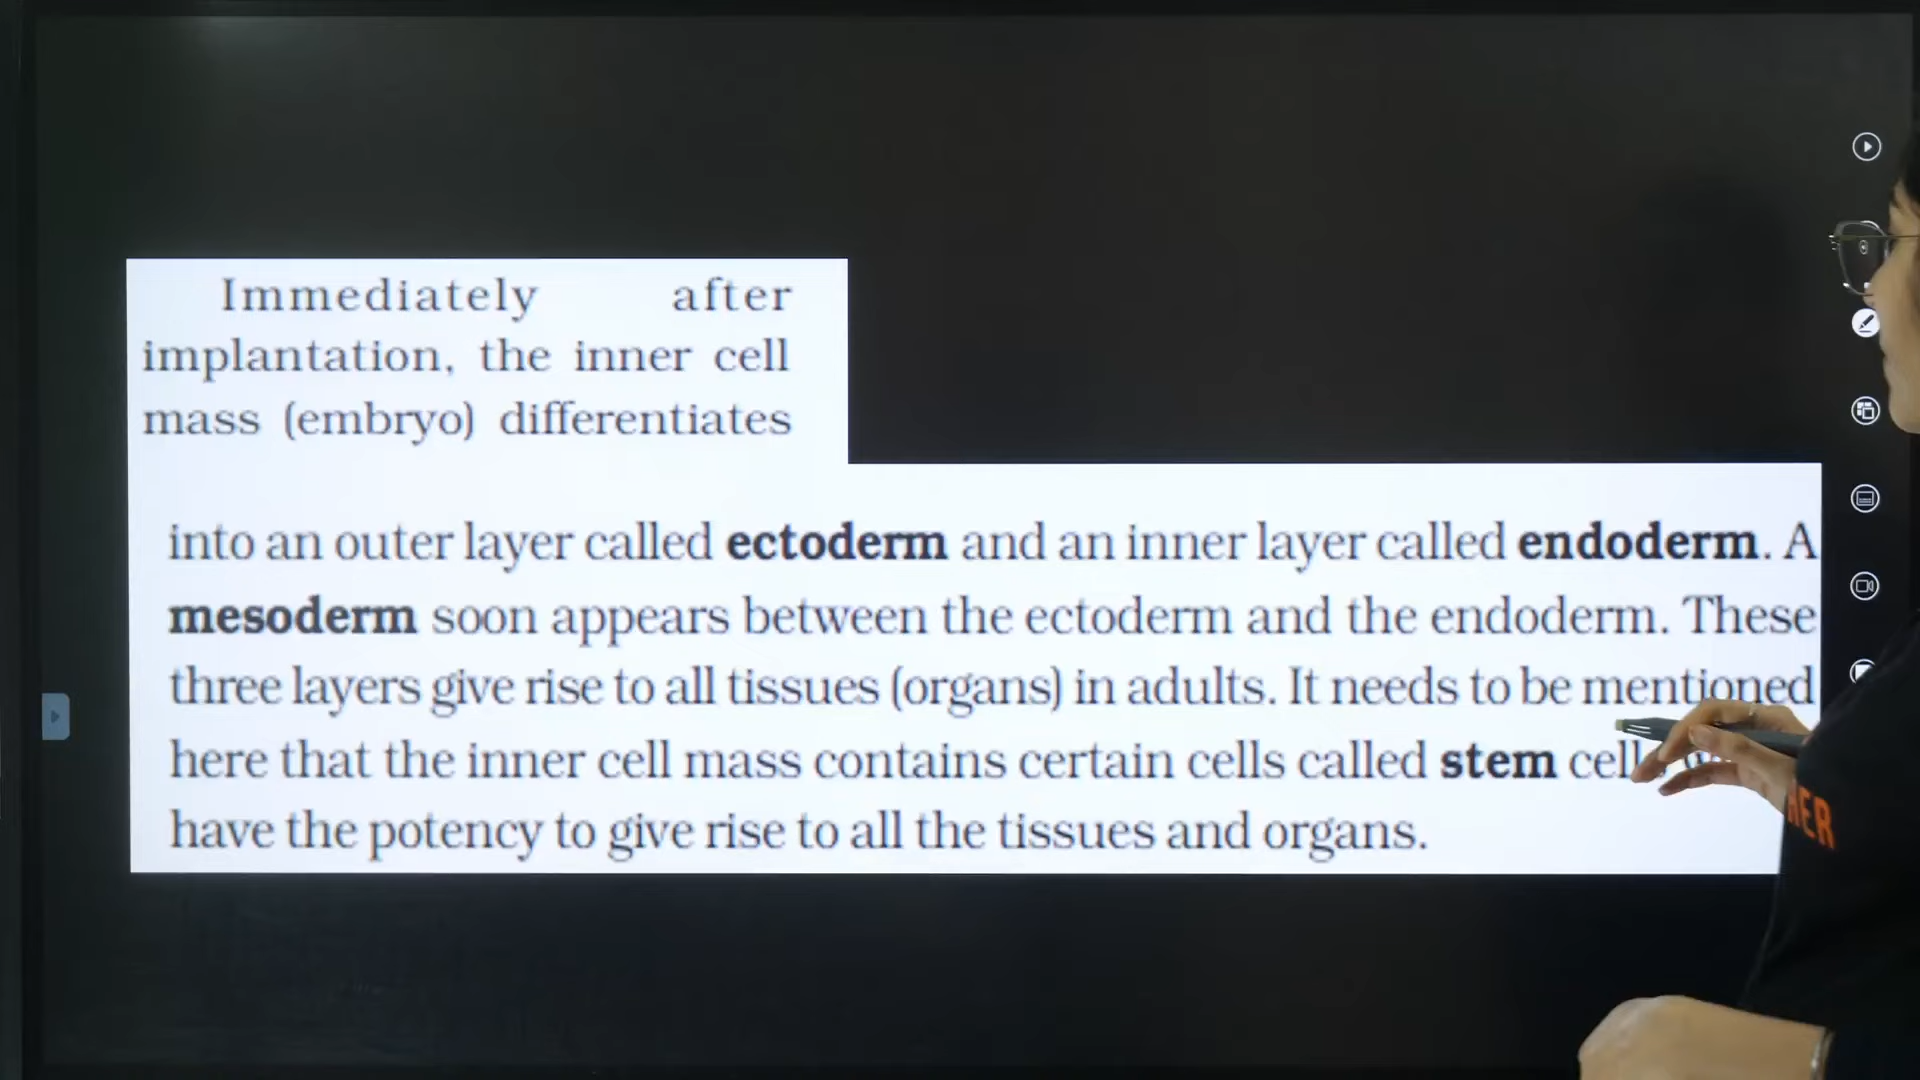 Immediately after
implantation, the inner cell
mass (embryo) differentiates
into an outer layer called ectoderm and an inner layer called endoderm. A
mesoderm soon appears between the ectoderm and the endoderm. These
three layers give rise to all tissues (organs) in adults. It needs to be mentioned
here that the inner cell mass contains certain cells called stem cells
have the potency to give rise to all the tissues and organs.
HER